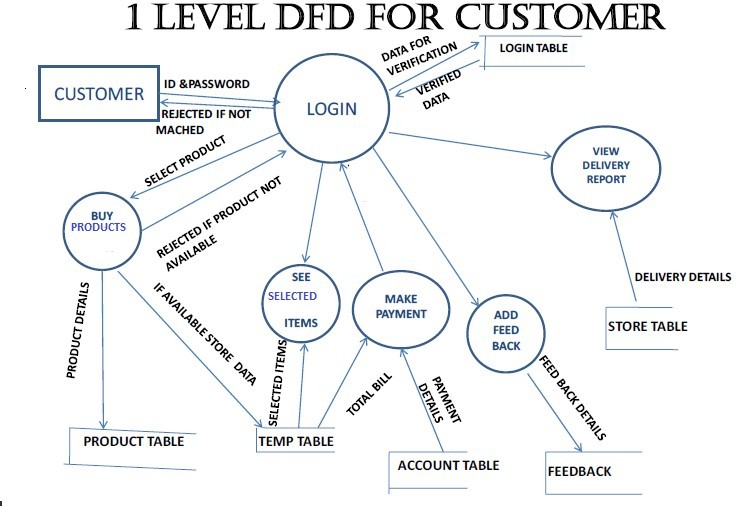 1 LEVEL DFD FOR CUSTOMER
DATA FOR
VERIFICATION
LOGIN TABLE
VERIFIED
DATA
CUSTOMER
ID &PASSWORD
REJECTED IF NOT
MACHED
LOGIN
VIEW
DELIVERY
REPORT
SELECT PRODUCT
REJECTED IF PRODUCT NOT
AVAILABLE
BUY
PRODUCTS
SEE
SELECTED
ITEMS
MAKE
PAYMENT
ADD
FEED
BACK
DELIVERY DETAILS
STORE TABLE
PRODUCT DETAILS
IF AVAILABLE STORE DATA
SELECTED ITEMS
TOTAL BILL
PAYMENT
DETAILS
FEED BACK DETAILS
PRODUCT TABLE
TEMP TABLE
ACCOUNT TABLE
FEEDBACK